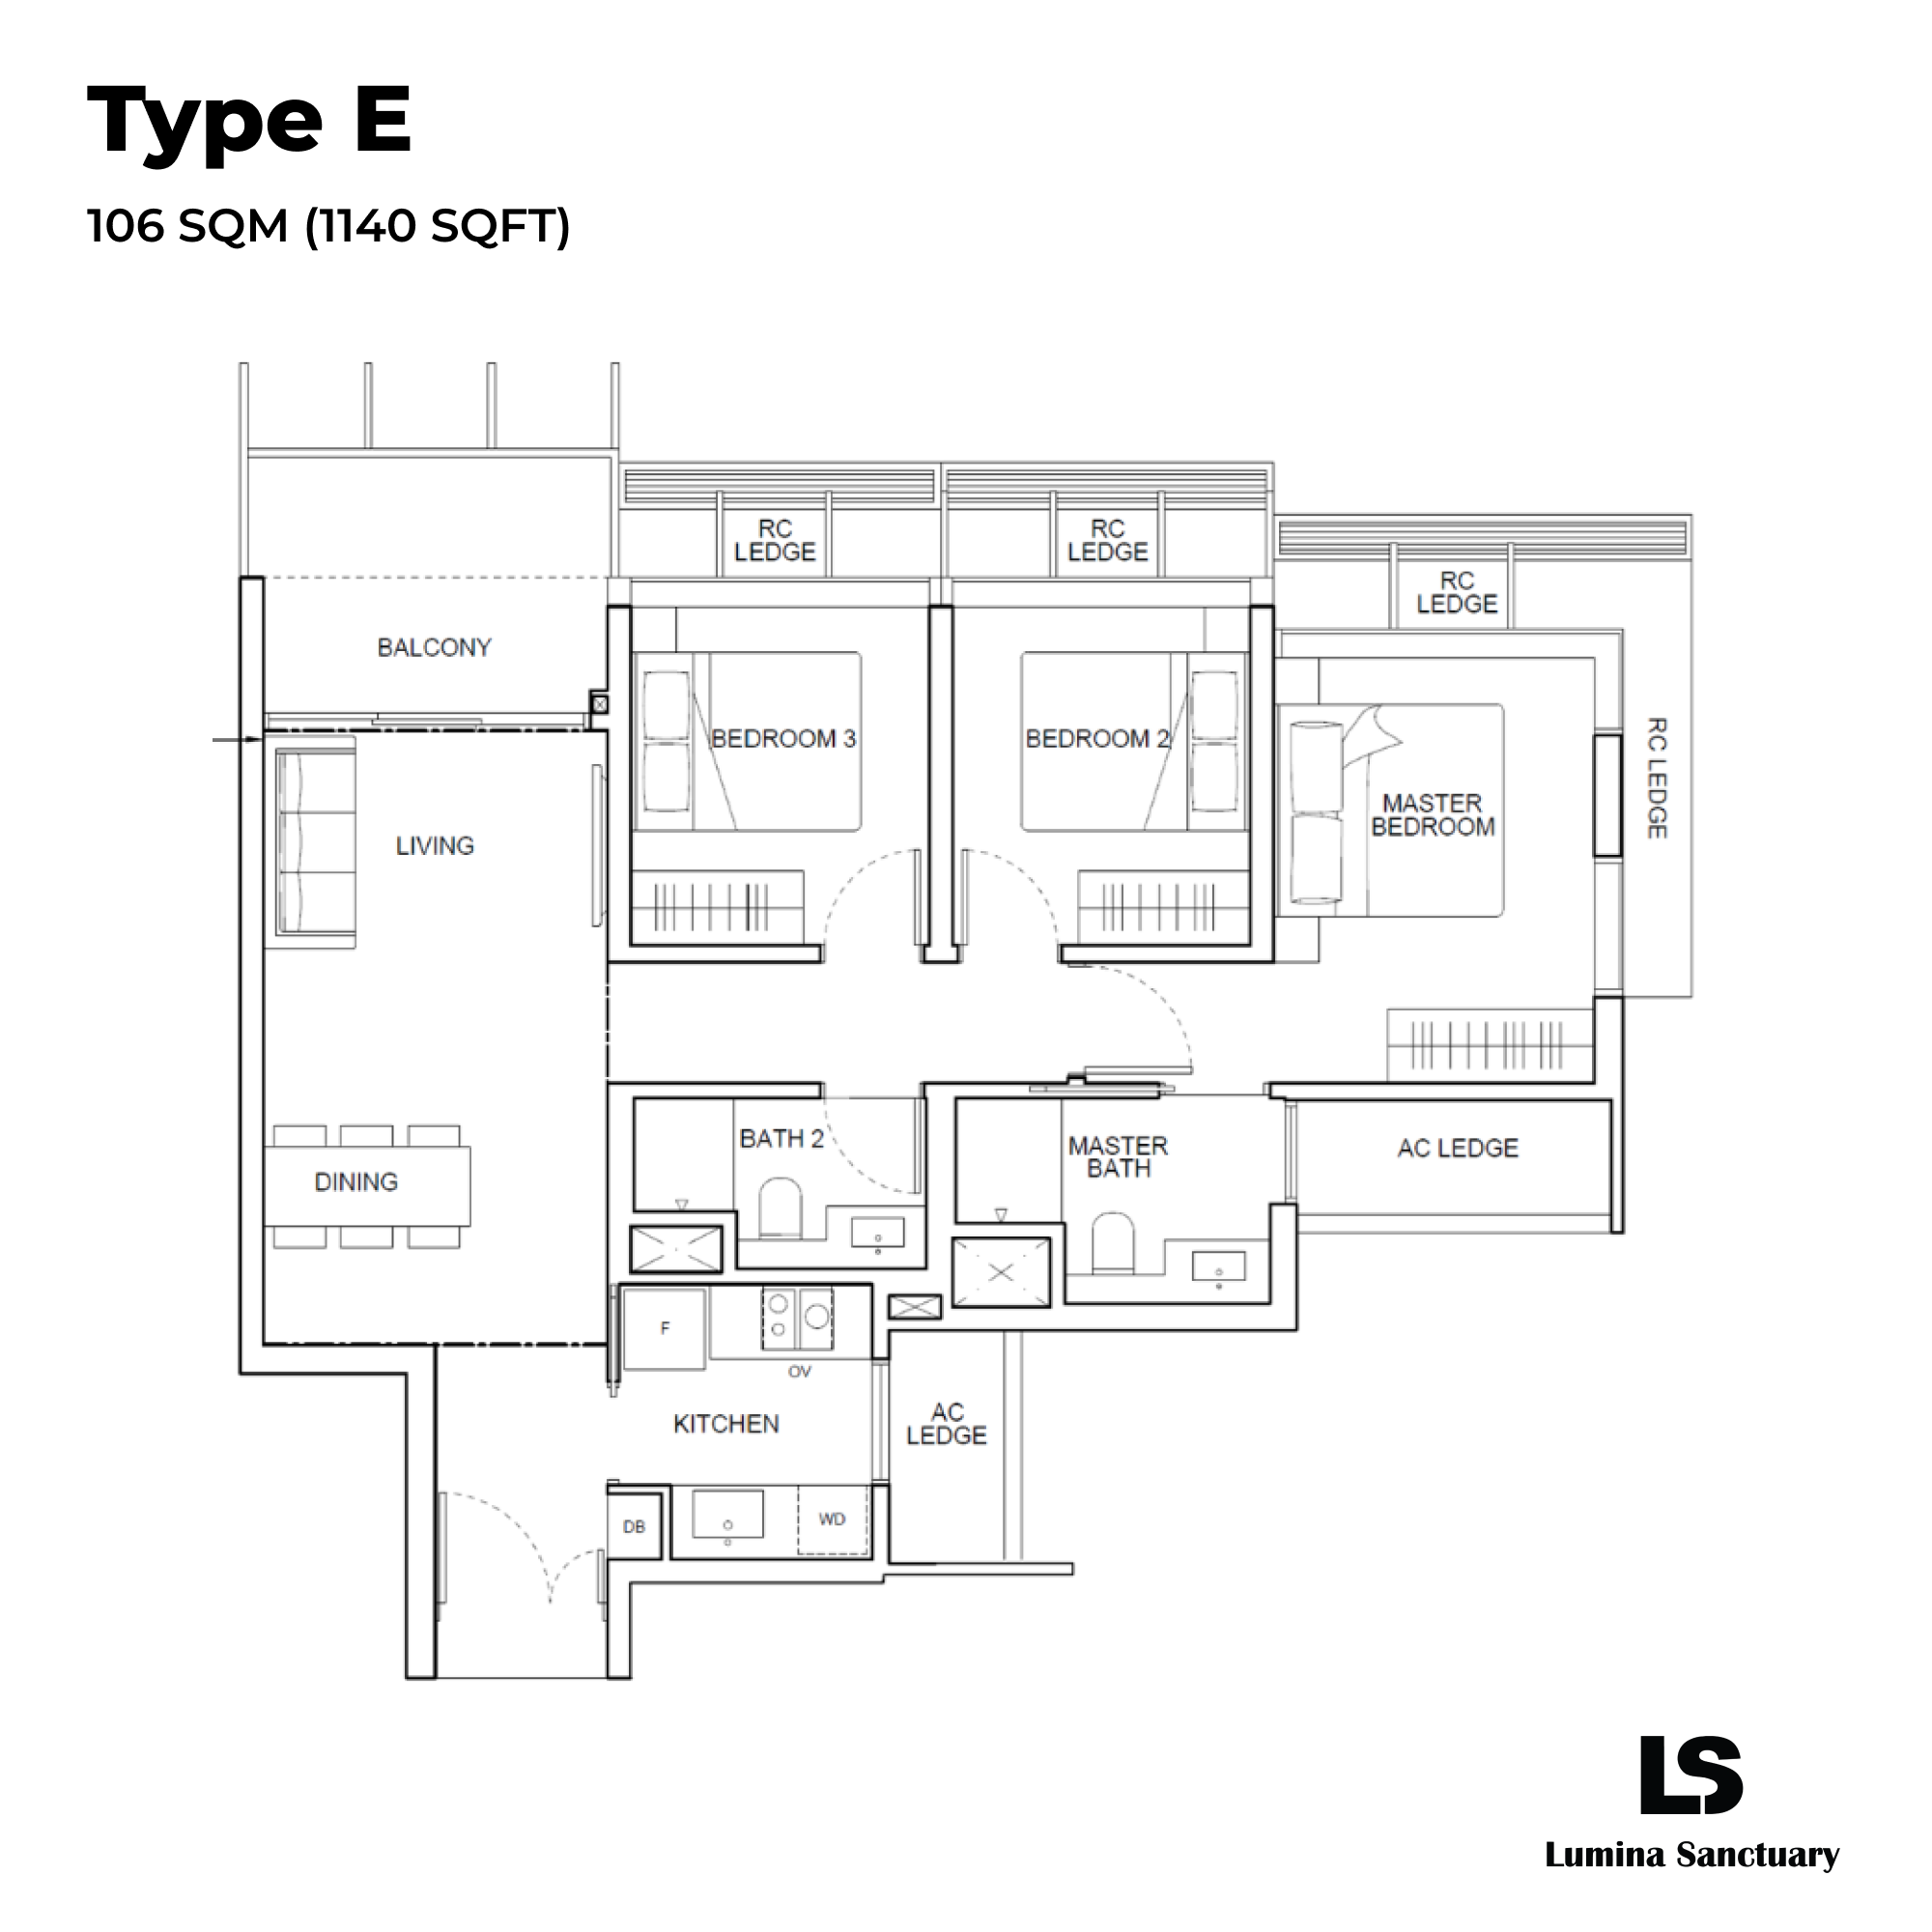 Type E
106 SQM (1140 SQFT)
RC
LEDGE
RC
LEDGE
RC
LEDGE
BALCONY
BEDROOM 3
BEDROOM 2
RC LEDGE
MASTER
BEDROOM
LIVING
BATH 2
MASTER
BATH
AC LEDGE
DINING
F
OV
KITCHEN
AC
LEDGE
DB
WD
LS
Lumina Sanctuary